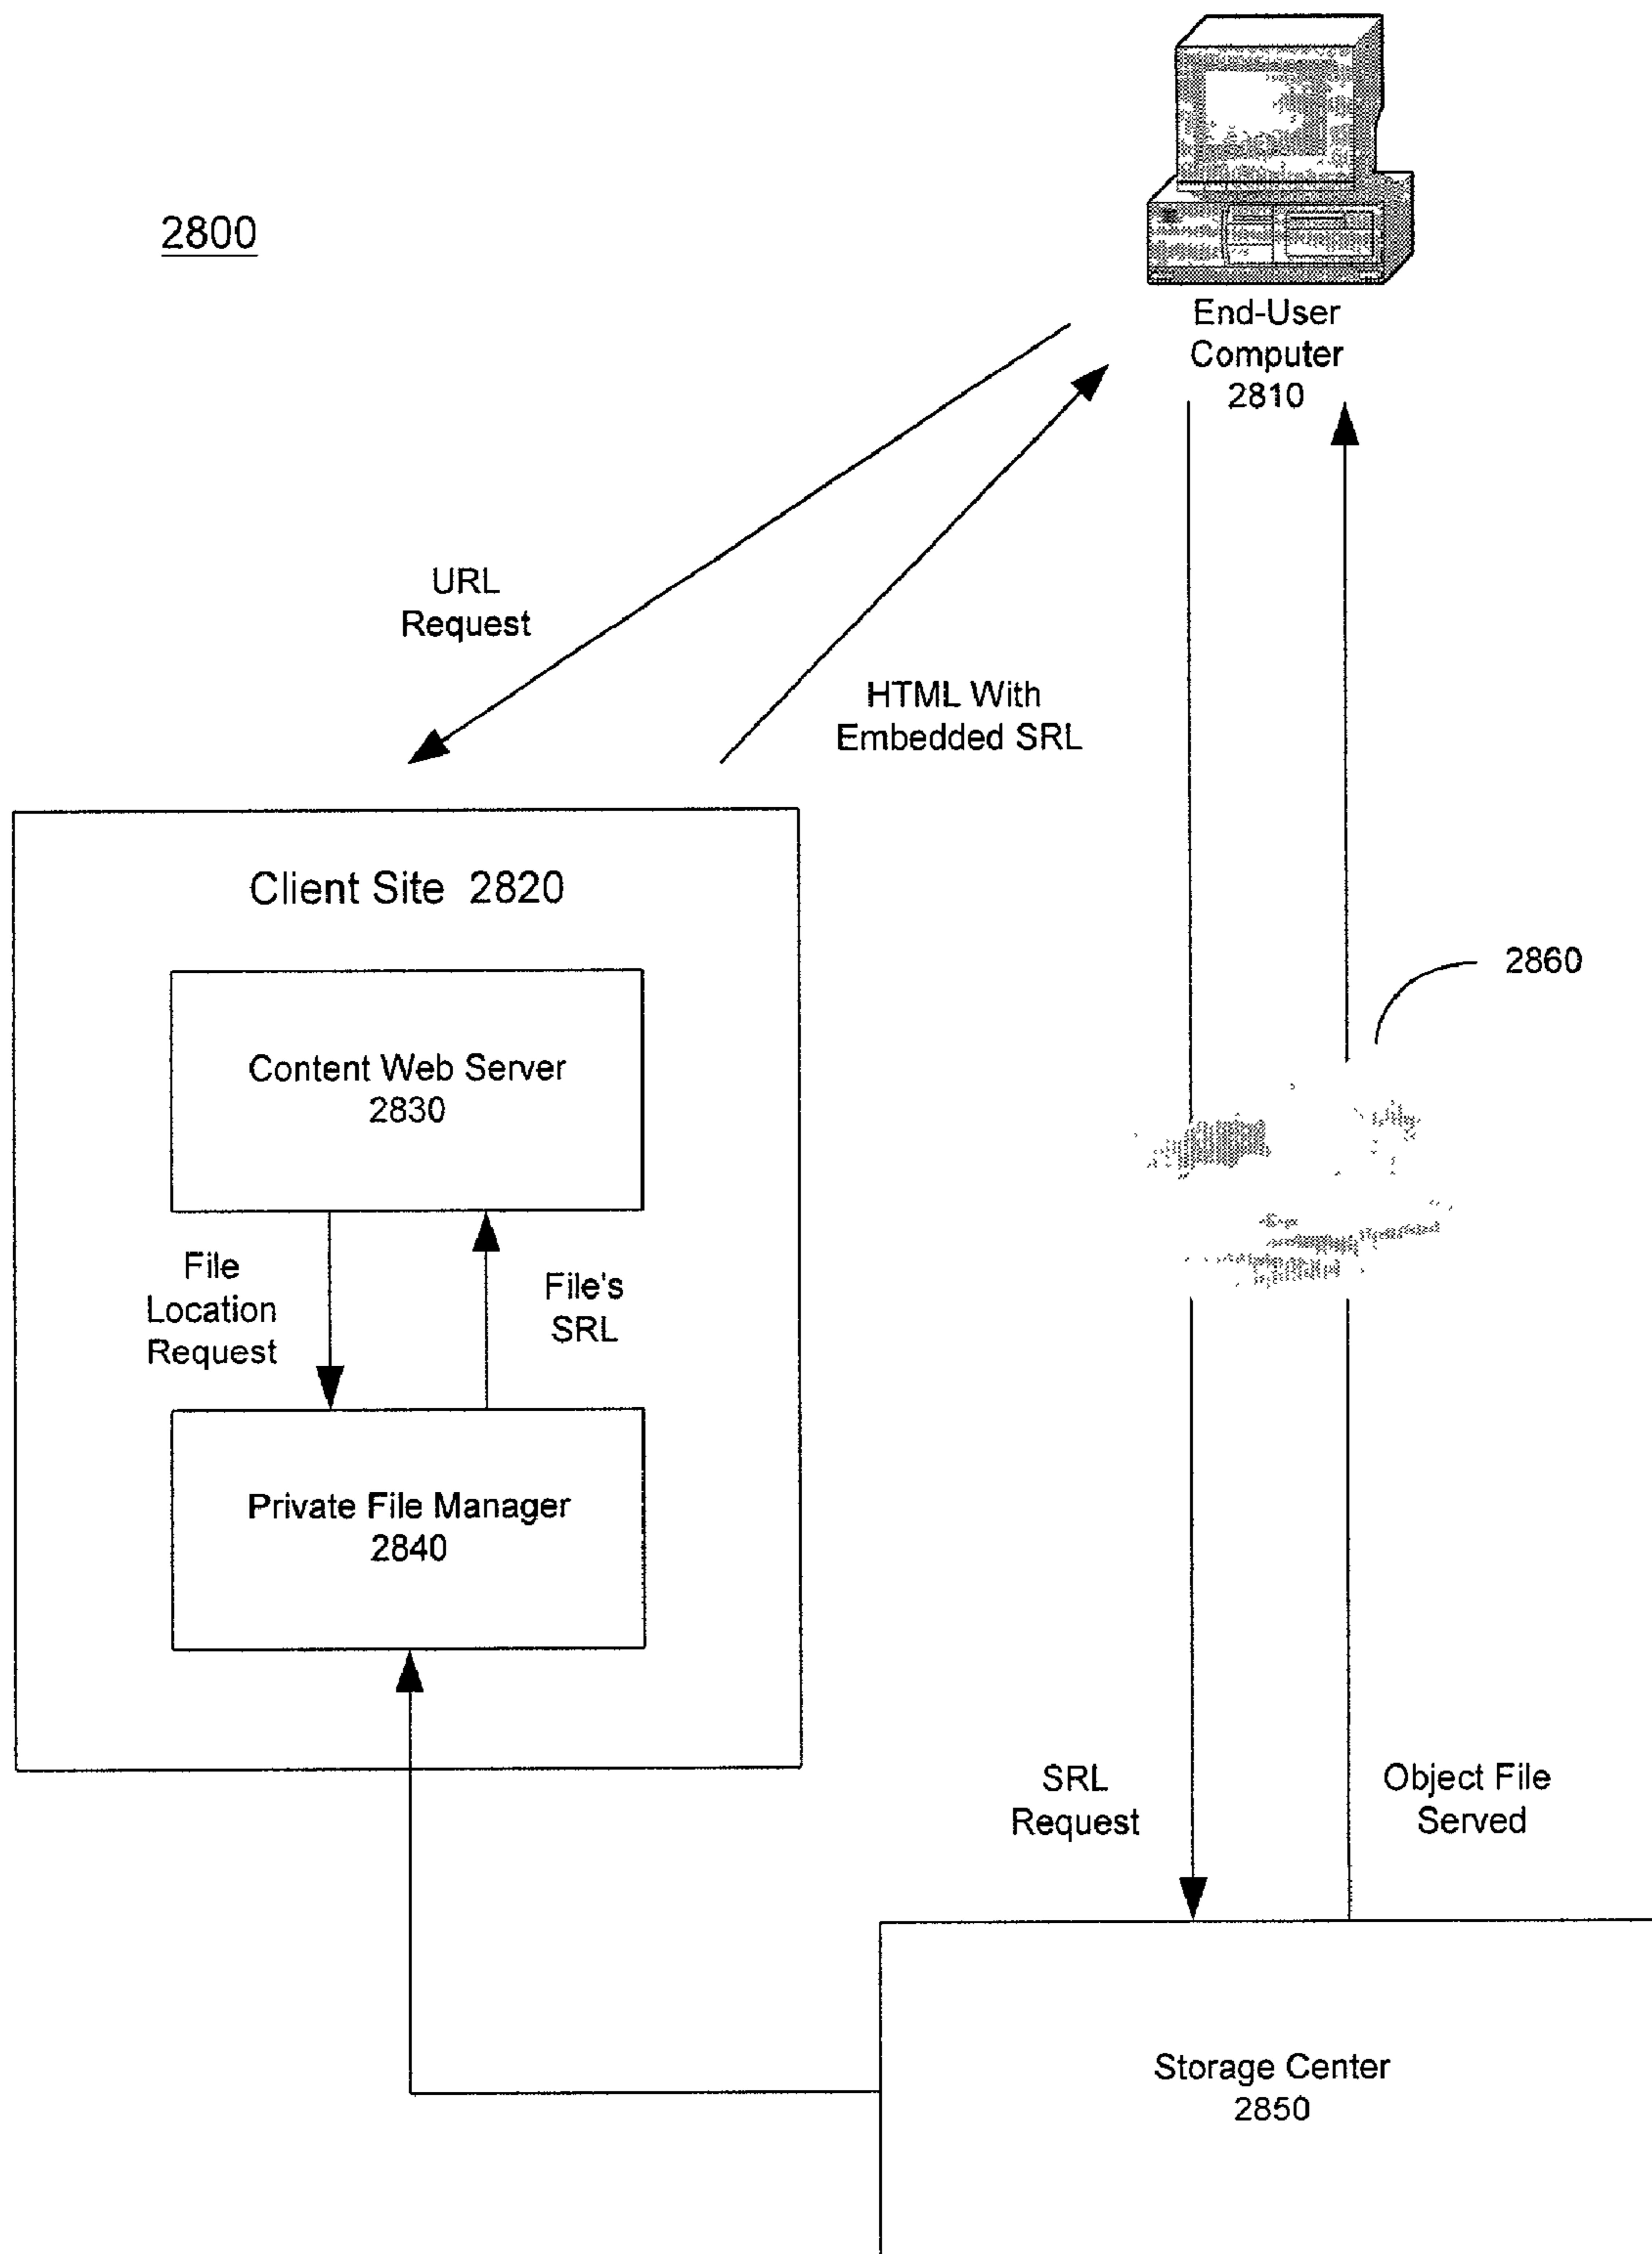 2800
End-User
Computer
2810
URL
Request
HTML With
Embedded SRL
Client Site 2820
2860
Content Web Server
2830
File
Location
Request
File's
SRL
Private File Manager
2840
SRL
Request
Object File
Served
Storage Center
2850